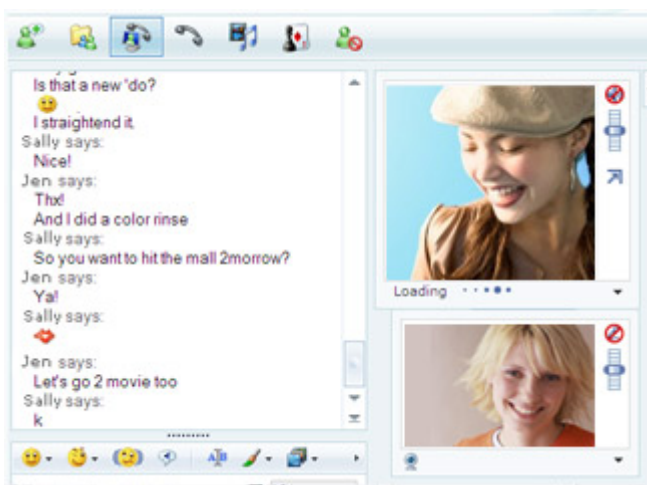 Is that a new 'do?
I straightend it.
Sally says:
Nice!
Jen says:
Thx!
And I did a color rinse
Sally says:
So you want to hit the mall 2morrow?
Jen says:
Ya!
Sally says:
Jen says:
Let's go 2 movie too
Sally says:
k
Loading